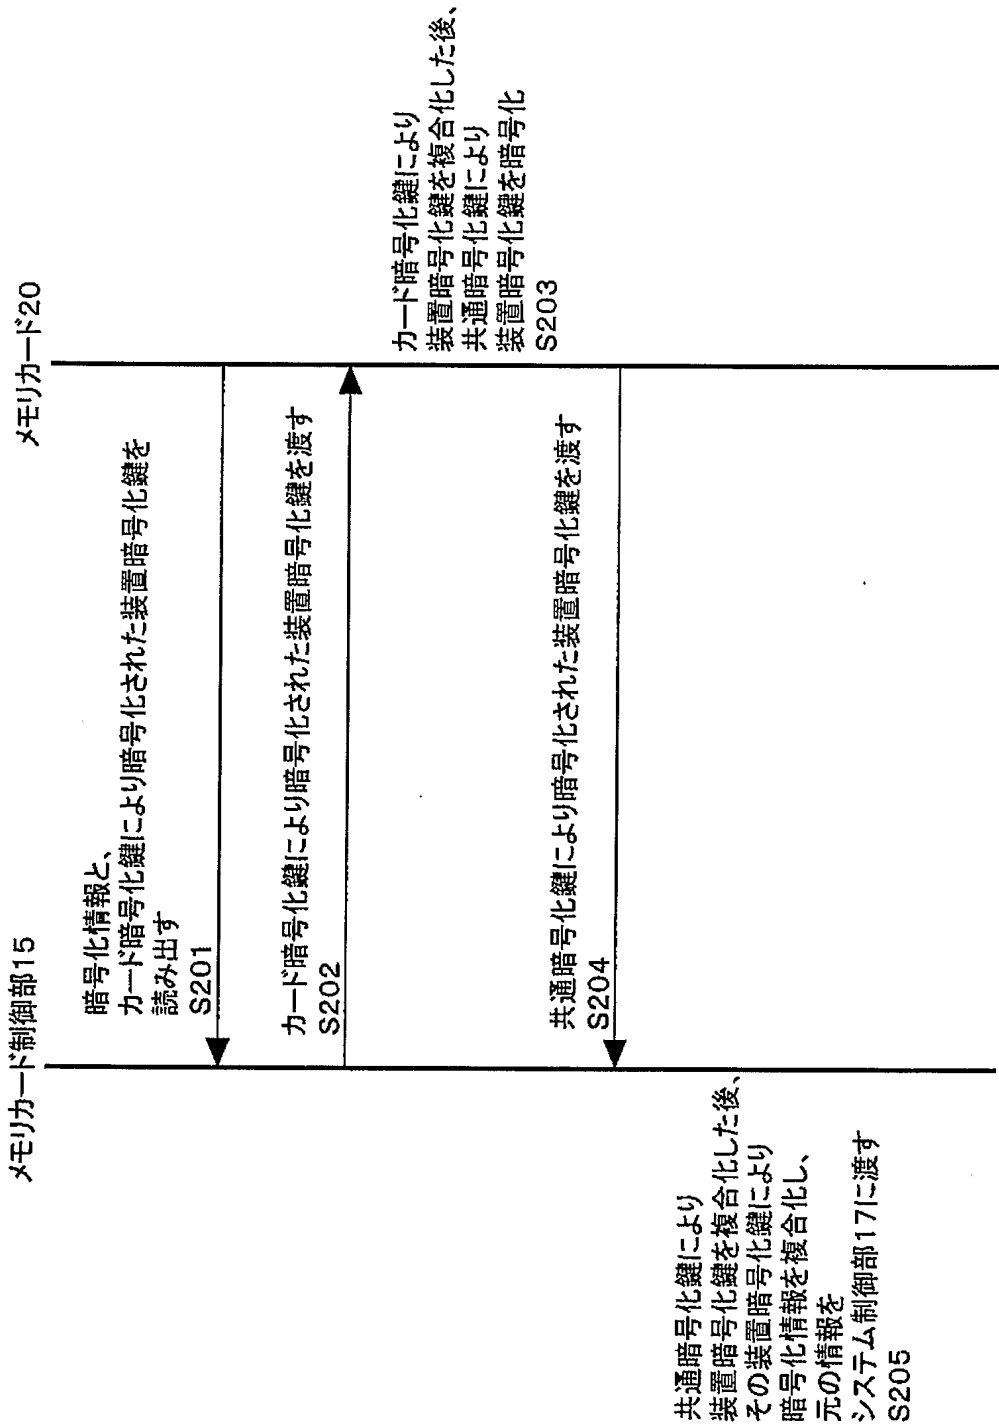 メモリカード制御部15
メモリカード20
暗号化情報と、
カード暗号化鍵により暗号化された装置暗号化鍵を
読み出す
S201
カード暗号化鍵により暗号化された装置暗号化鍵を渡す
S202
カード暗号化鍵により
装置暗号化鍵を複合化した後、
共通暗号化鍵により
装置暗号化鍵を暗号化
S203
共通暗号化鍵により暗号化された装置暗号化鍵を渡す
S204
共通暗号化鍵により
装置暗号化鍵を複合化した後、
その装置暗号化鍵により
暗号化情報を複合化し、
元の情報を
システム制御部17に渡す
S205